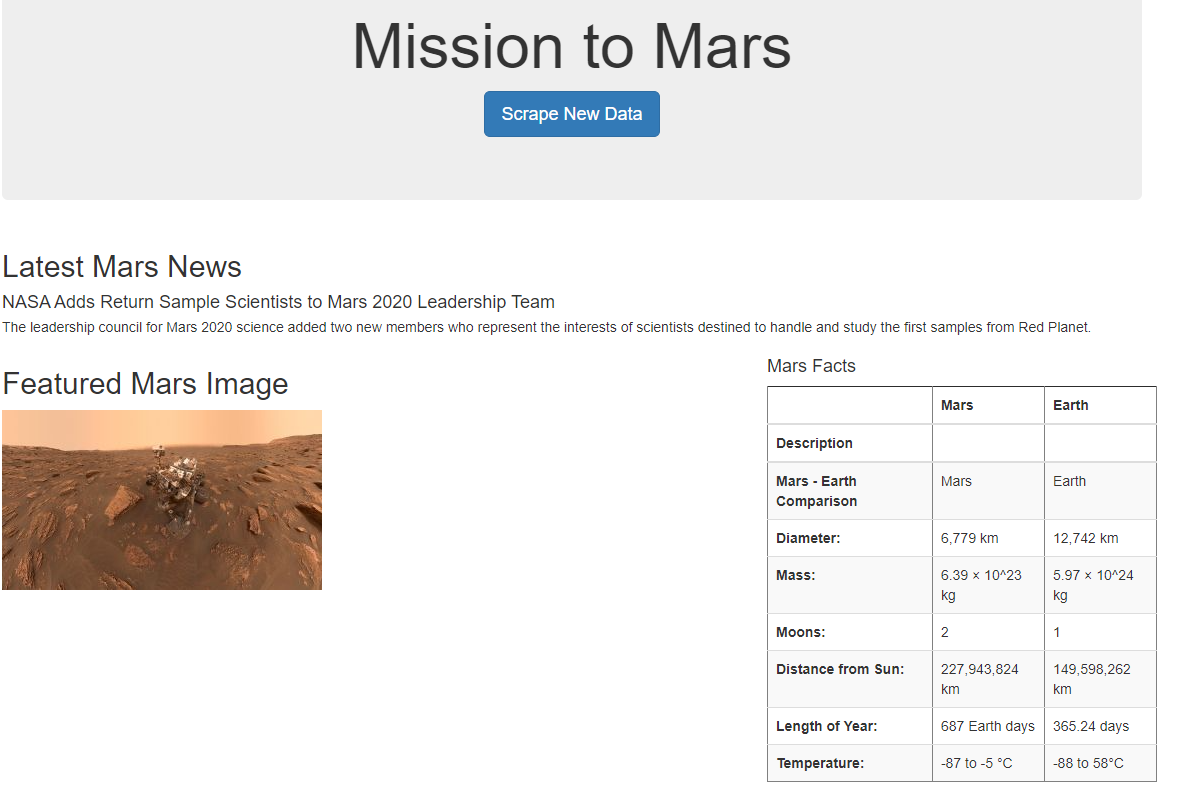 Mission to Mars
Scrape New Data
Latest Mars News
NASA Adds Return Sample Scientists to Mars 2020 Leadership Team
The leadership council for Mars 2020 science added two new members who represent the interests of scientists destined to handle and study the first samples from Red Planet.
Featured Mars Image
Mars Facts
Mars Earth
Description
Mars - Earth Mars Earth
Comparison
Diameter: 6,779 km 12,742 km
Mass: 6.39 × 10^23 5.97 × 10^24
kg kg
Moons: 2 1
Distance from Sun: 227,943,824 149,598,262
km km
Length of Year: 687 Earth days 365.24 days
Temperature: -87 to -5 °C -88 to 58°C